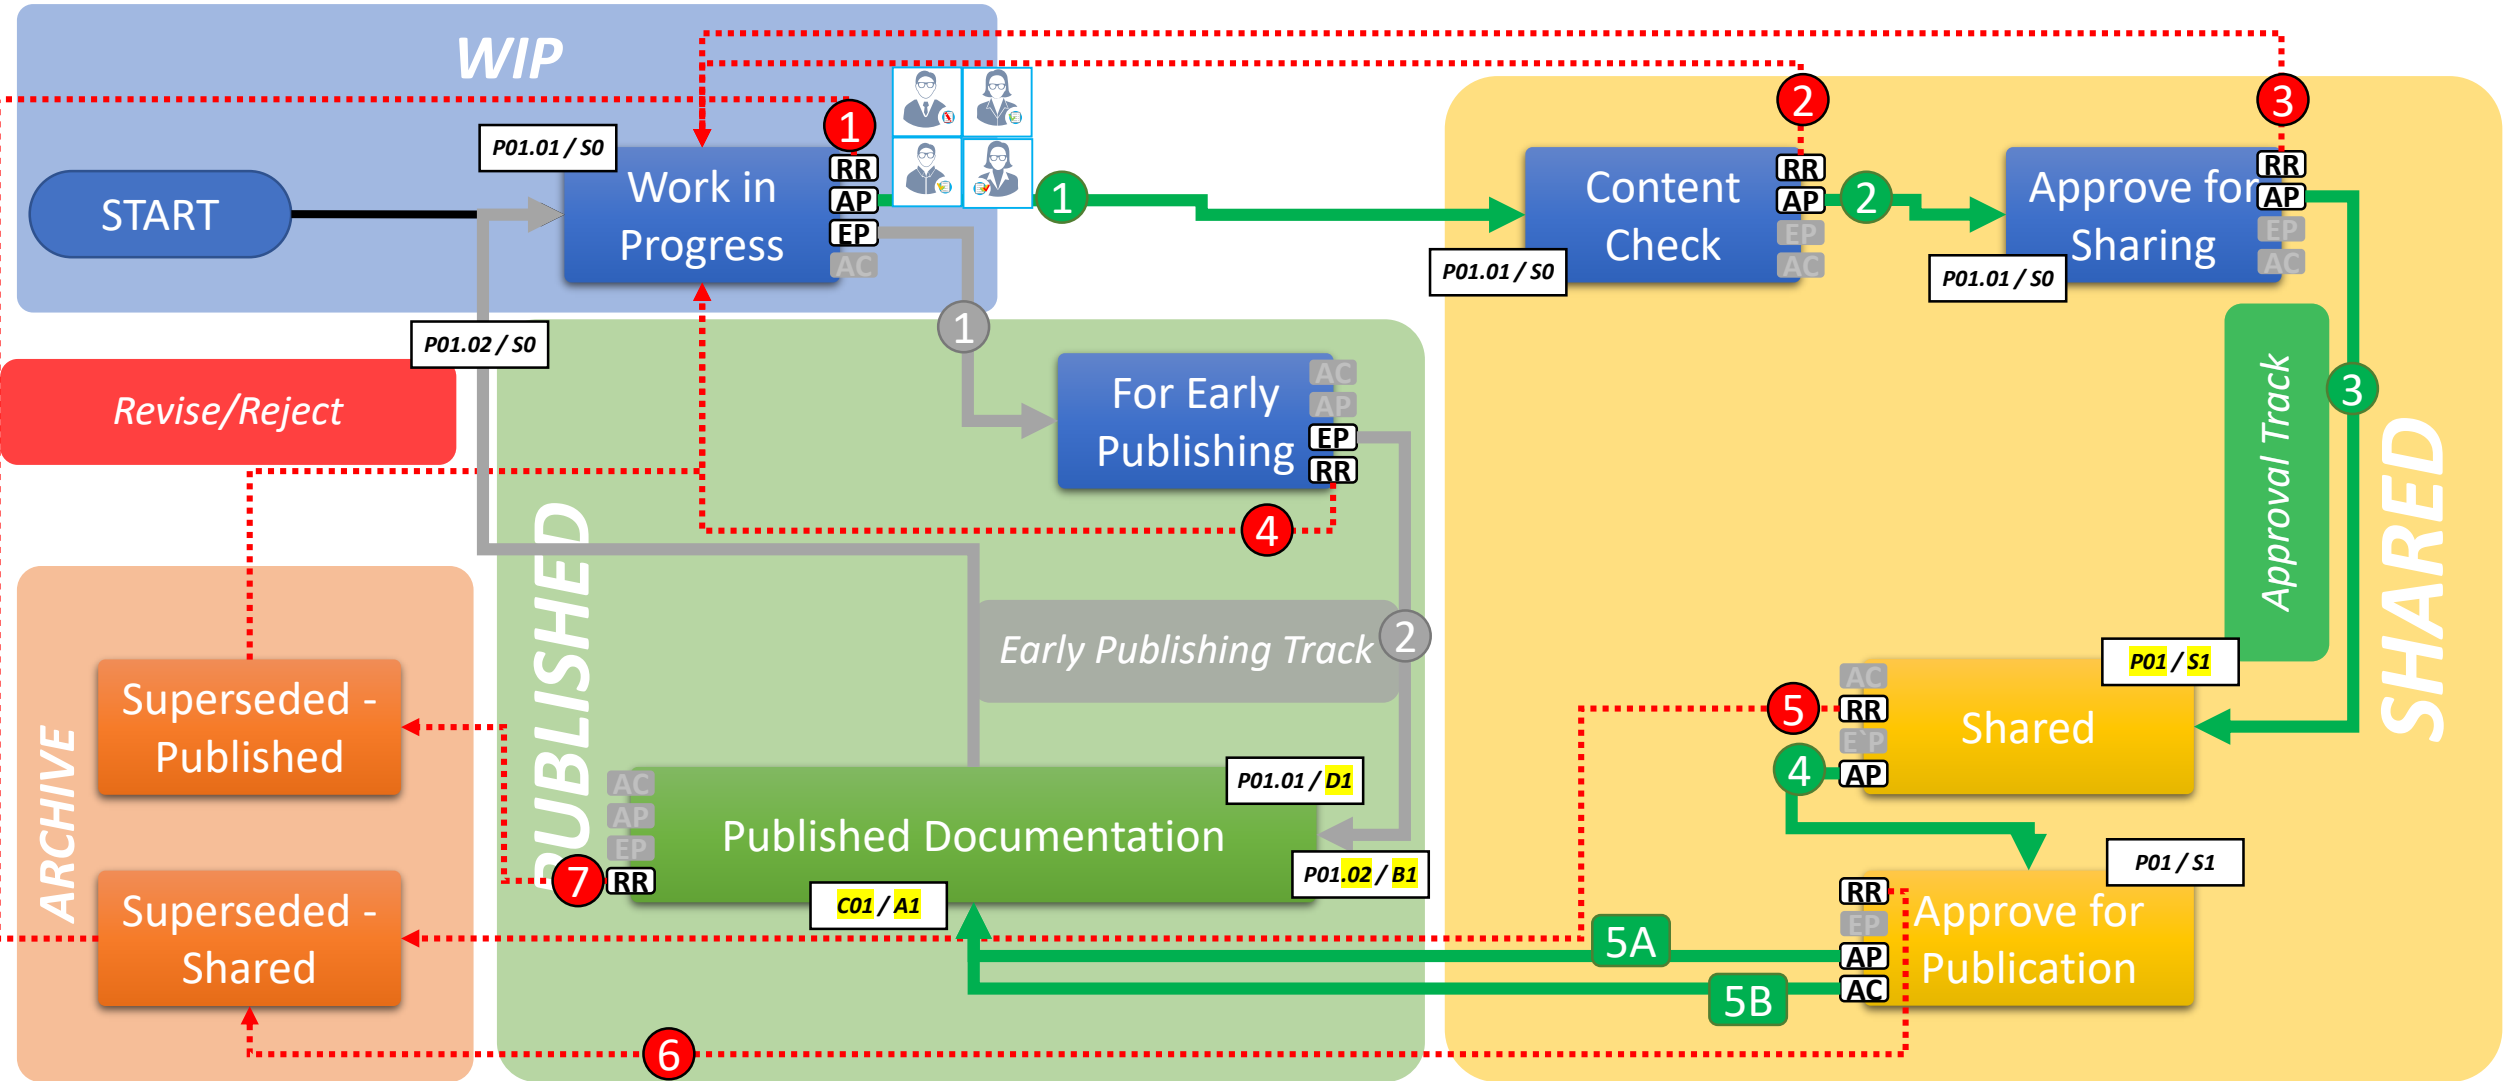 WIP
START
P01.01 / S0
Work in
Progress
1
RR
AP
EP
AC
1
2
3
Content
Check
P01.01 / S0
RR
AP
EP
AC
2
Approve for
Sharing
P01.01 / S0
RR
AP
EP
AC
3
Approval Track
SHARED
P01.02 / S0
1
Revise/Reject
For Early
Publishing
AC
AP
EP
RR
4
PUBLISHED
Early Publishing Track
2
ARCHIVE
Superseded -
Published
Superseded -
Shared
Published Documentation
AC
AP
EP
RR
7
P01.01 / D1
P01.02 / B1
C01 / A1
P01 / S1
Shared
AC
RR
E`P
AP
5
4
P01 / S1
Approve for
Publication
RR
EP
AP
AC
5A
5B
6